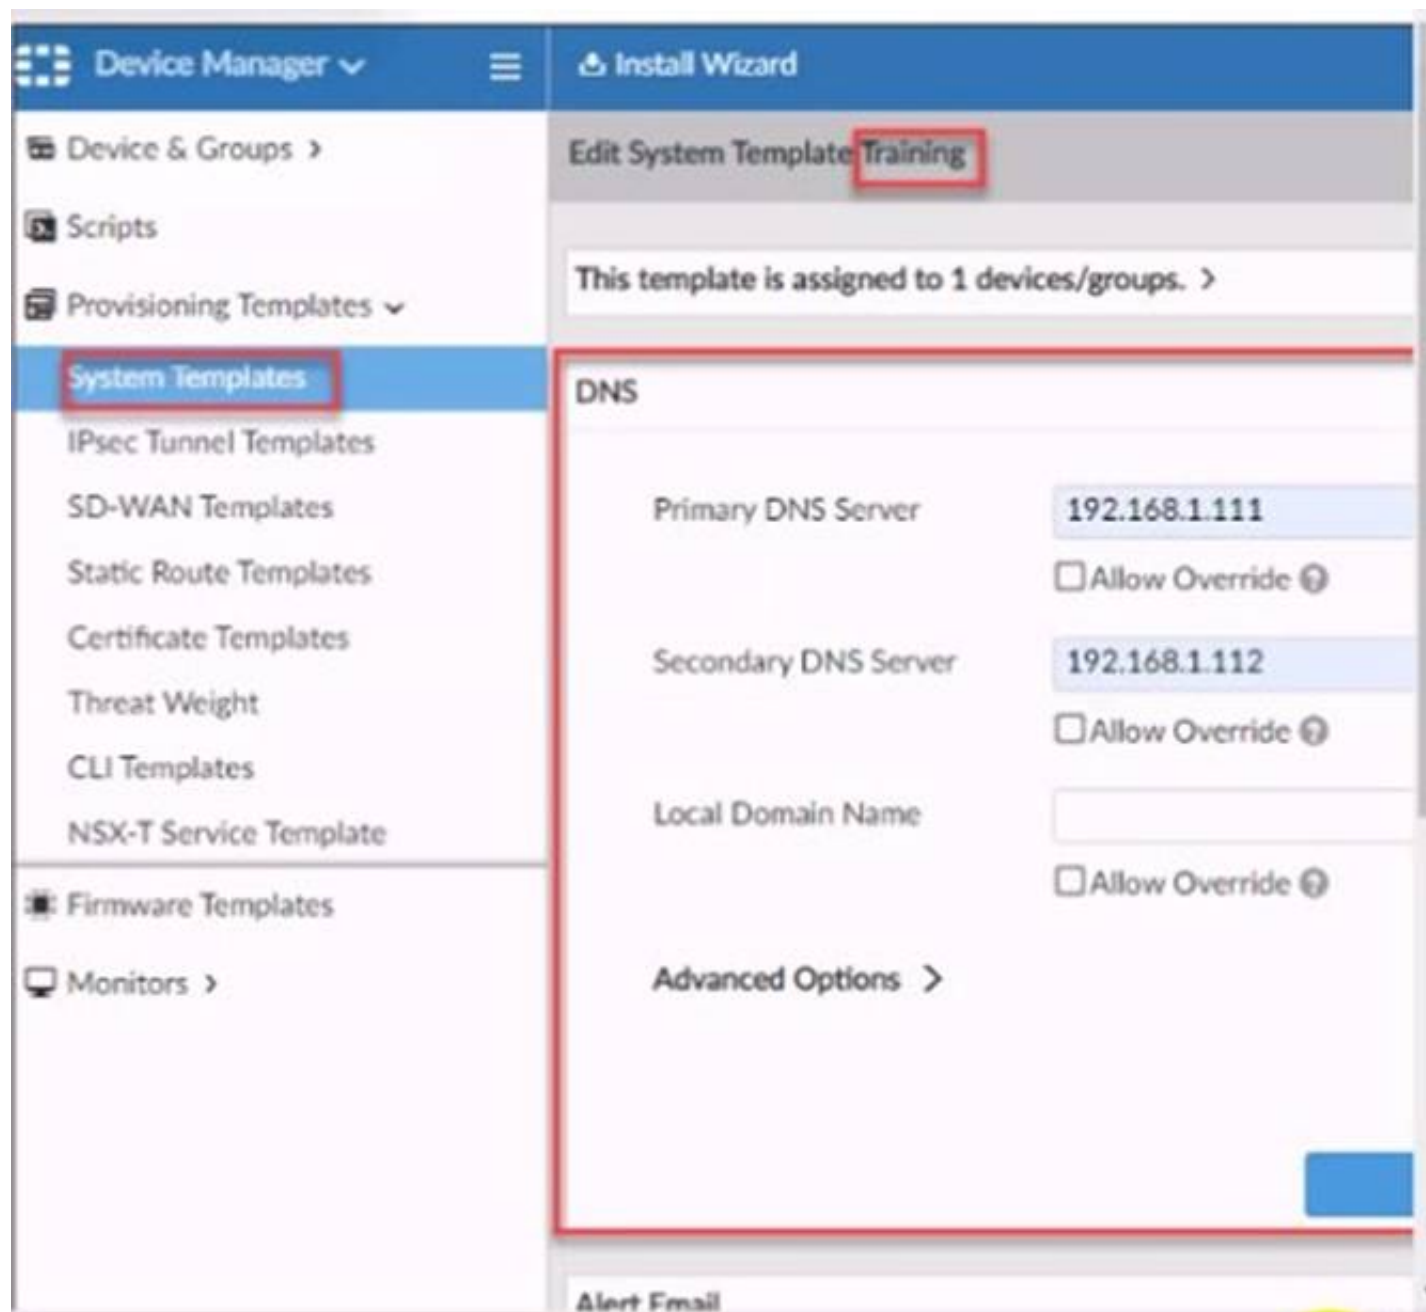 Device Manager
Install Wizard
Device & Groups
Scripts
Provisioning Templates
System Templates
IPsec Tunnel Templates
SD-WAN Templates
Static Route Templates
Certificate Templates
Threat Weight
CLI Templates
NSX-T Service Template
Firmware Templates
Monitors
Edit System Template Training
This template is assigned to 1 devices/groups.
DNS
Primary DNS Server 192.168.1.111
Allow Override
Secondary DNS Server 192.168.1.112
Allow Override
Local Domain Name
Allow Override
Advanced Options
Alert Email